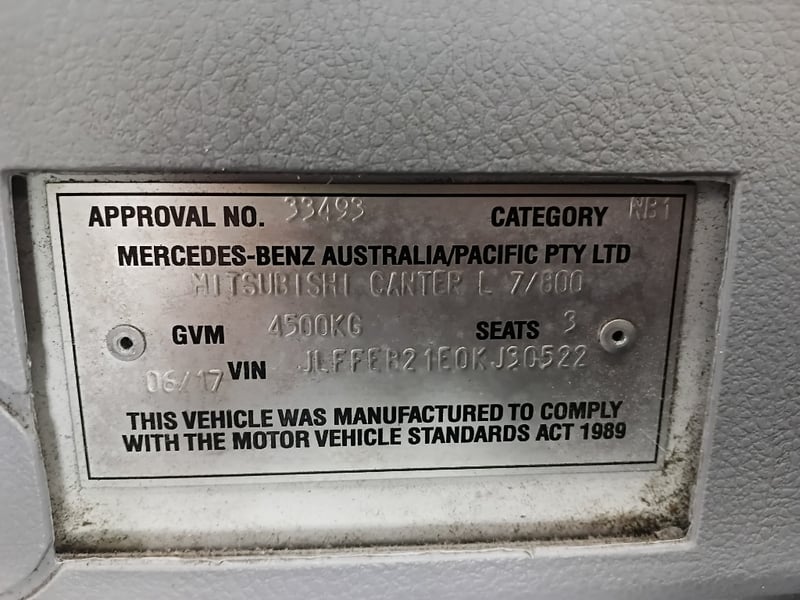 APPROVAL NO. 33493 CATEGORY NB1
MERCEDES-BENZ AUSTRALIA/PACIFIC PTY LTD
MITSUBISHI CANTER L 7/800
GVM 4500KG SEATS 3
06/17 VIN JLFFEB21E0KJ90522
THIS VEHICLE WAS MANUFACTURED TO COMPLY
WITH THE MOTOR VEHICLE STANDARDS ACT 1989